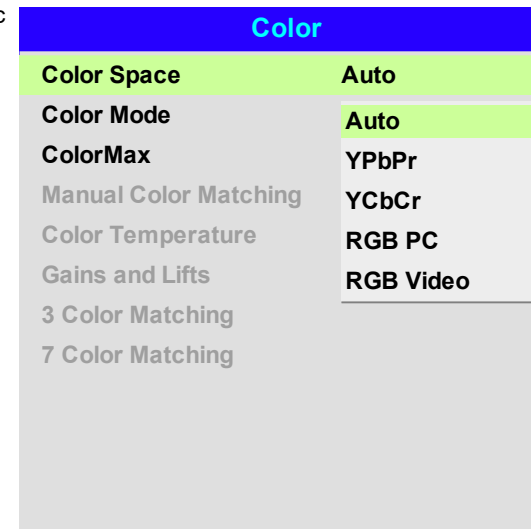 c
Color
Color Space Auto
Color Mode Auto
ColorMax YPbPr
Manual Color Matching YCbCr
Color Temperature RGB PC
Gains and Lifts RGB Video
3 Color Matching
7 Color Matching